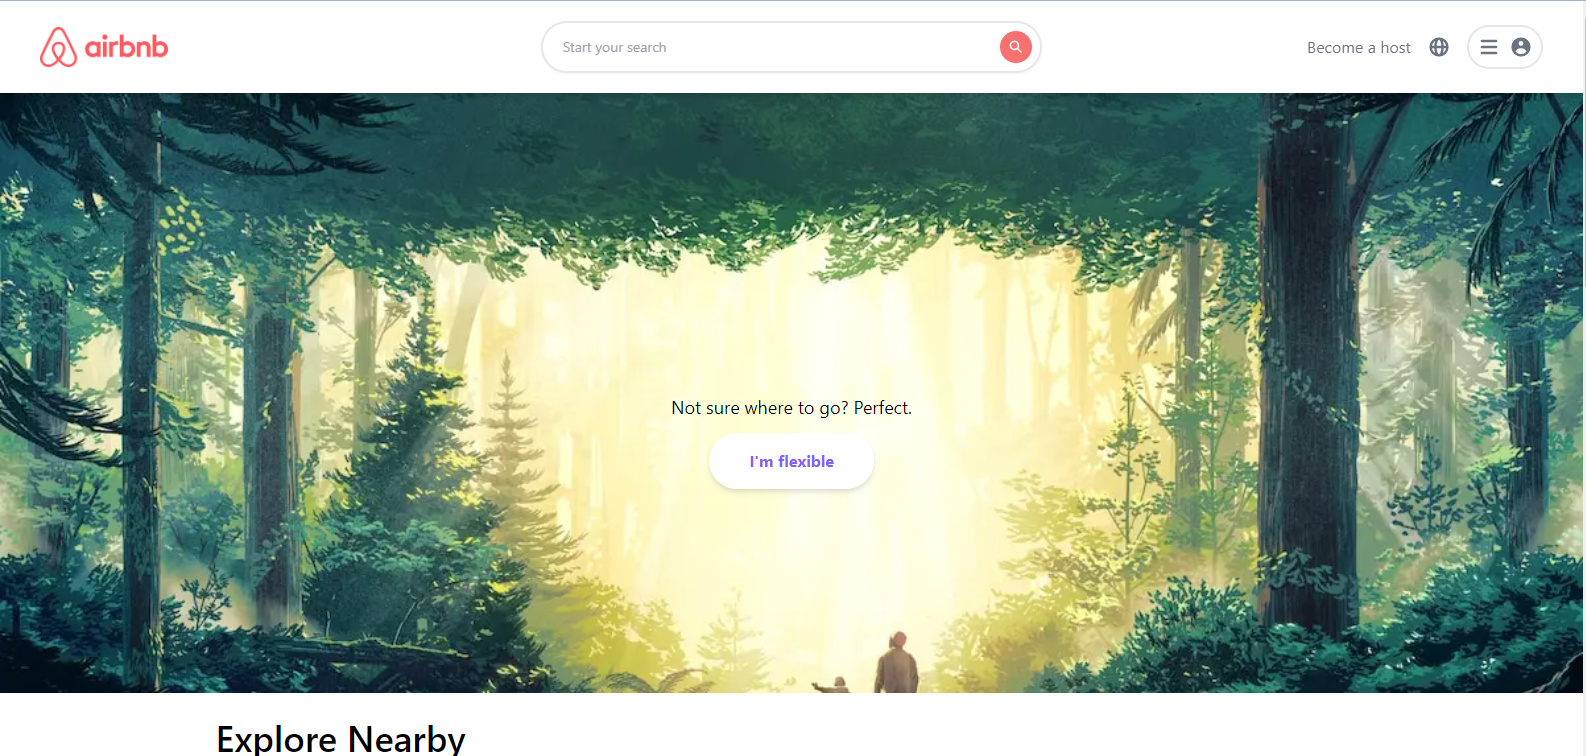 airbnb
Start your search
Become a host
Not sure where to go? Perfect.
I'm flexible
Explore Nearby